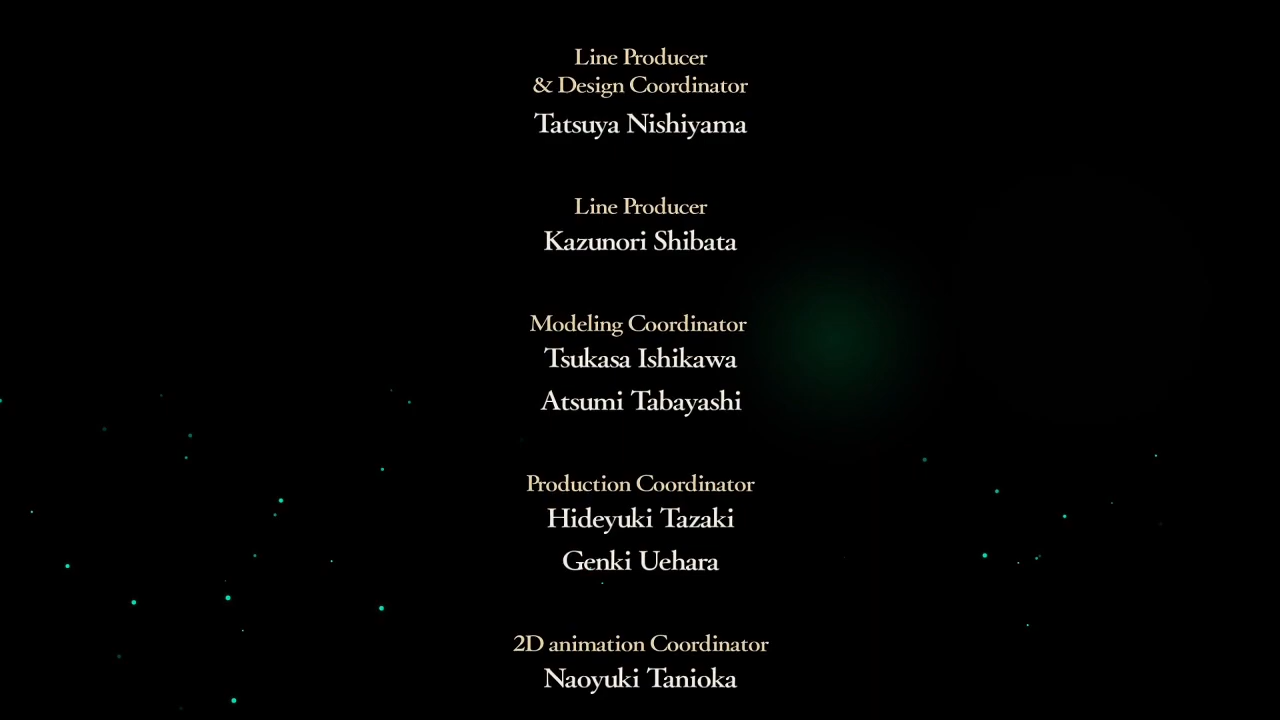 Line Producer
& Design Coordinator
Tatsuya Nishiyama
Line Producer
Kazunori Shibata
Modeling Coordinator
Tsukasa Ishikawa
Atsumi Tabayashi
Production Coordinator
Hideyuki Tazaki
Genki Uehara
2D animation Coordinator
Naoyuki Tanioka